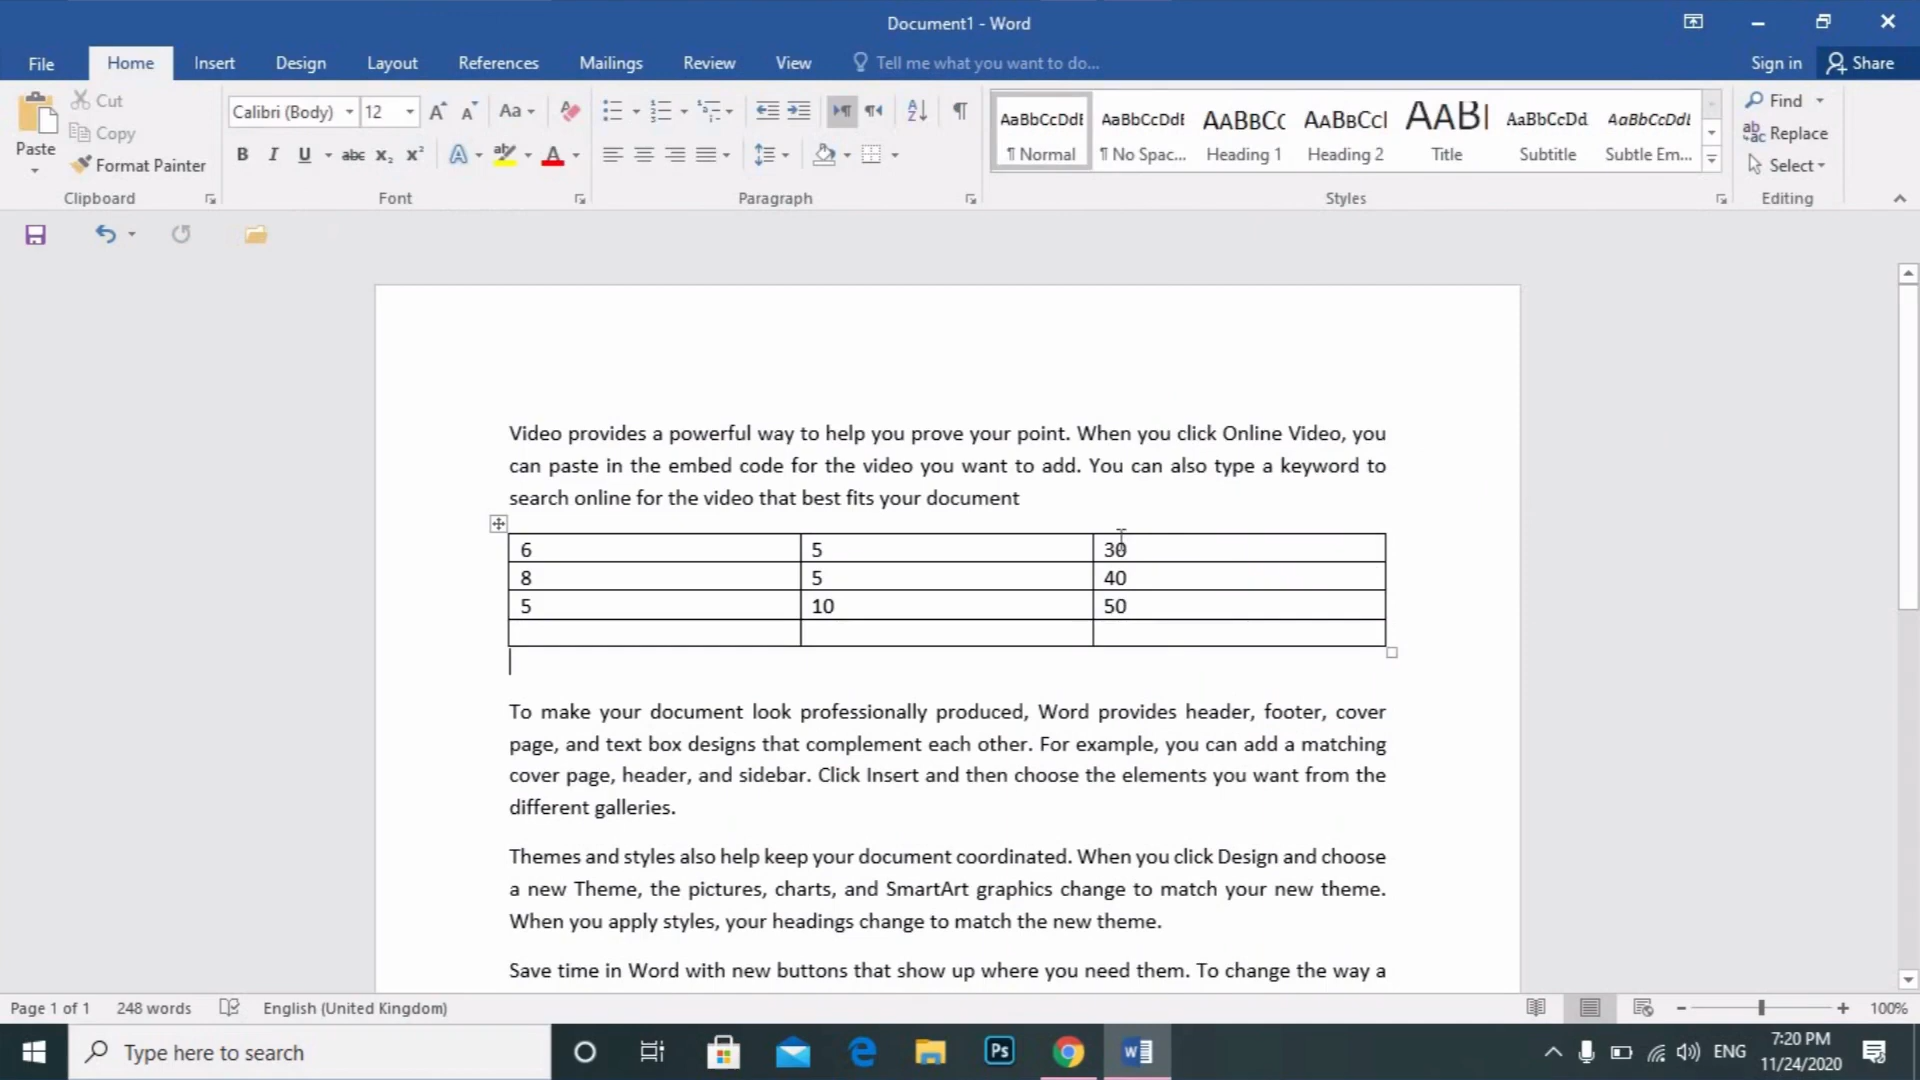 Document1 - Word
File Home Insert Design Layout References Mailings Review View Tell me what you want to do... Sign in Share
Paste Cut Copy Format Painter
Clipboard
Calibri (Body) 12 Aa
B I U abc X₂ X² A ab A
Font
Paragraph
AaBbCcDdE AaBbCcDdE AaBbCc AaBbCcI AABI AaBbCcDd AaBbCcDdI
¶ Normal ¶ No Spac... Heading 1 Heading 2 Title Subtitle Subtle Em...
Styles
Find
Replace
Select
Editing
Video provides a powerful way to help you prove your point. When you click Online Video, you
can paste in the embed code for the video you want to add. You can also type a keyword to
search online for the video that best fits your document
6 5 30
8 5 40
5 10 50
To make your document look professionally produced, Word provides header, footer, cover
page, and text box designs that complement each other. For example, you can add a matching
cover page, header, and sidebar. Click Insert and then choose the elements you want from the
different galleries.
Themes and styles also help keep your document coordinated. When you click Design and choose
a new Theme, the pictures, charts, and SmartArt graphics change to match your new theme.
When you apply styles, your headings change to match the new theme.
Save time in Word with new buttons that show up where you need them. To change the way a
Page 1 of 1 248 words English (United Kingdom) 100%
Type here to search
Ps
ENG
7:20 PM
11/24/2020